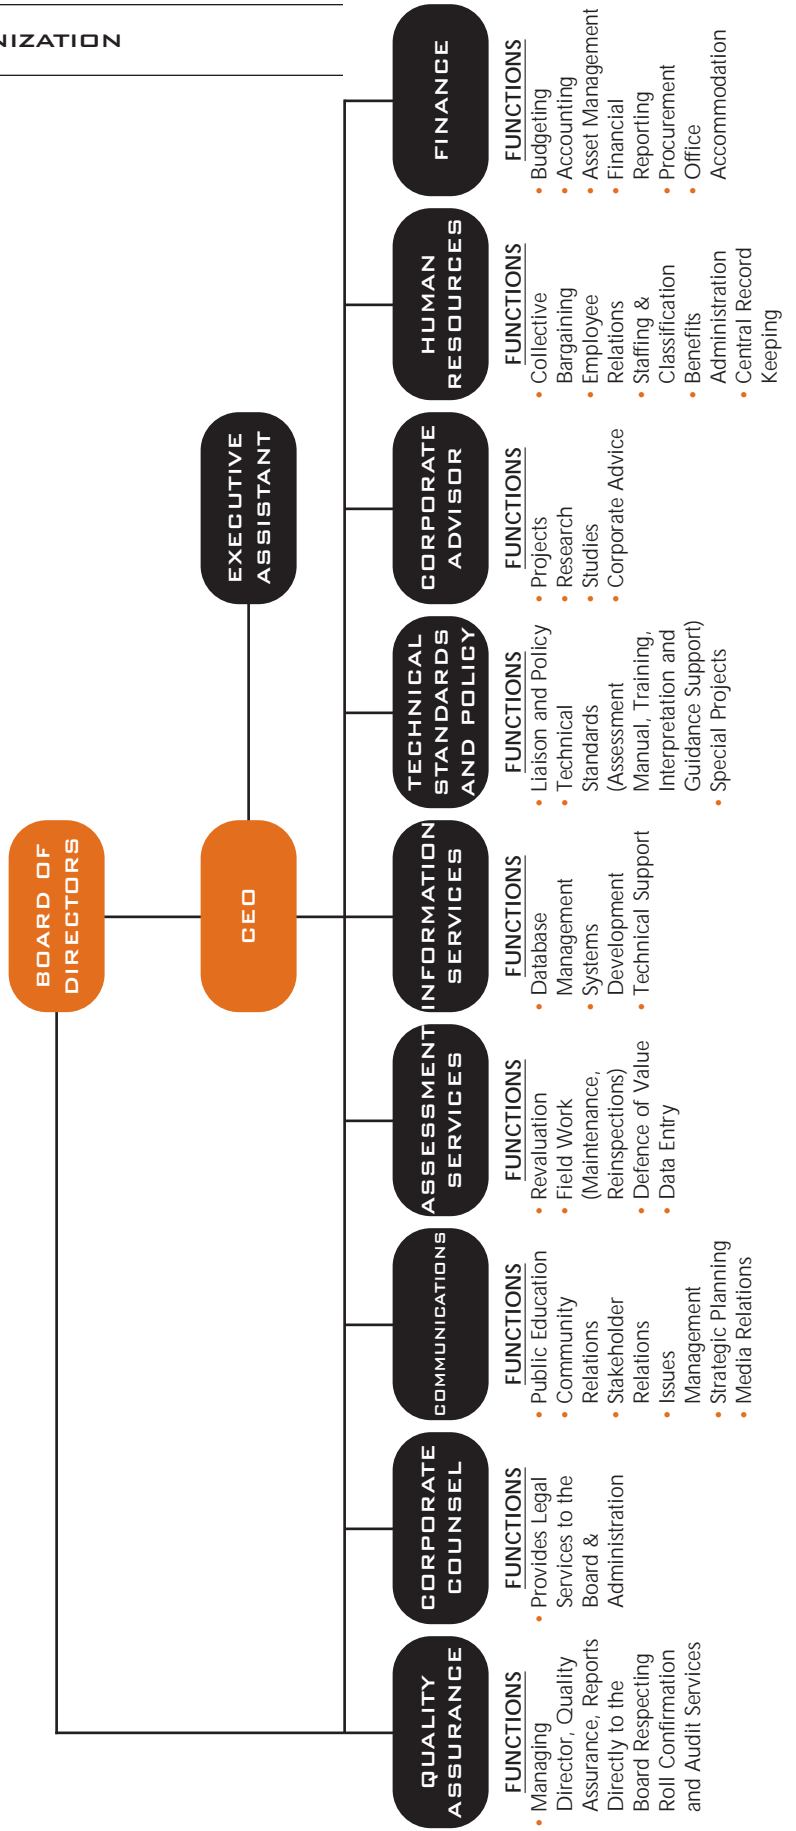 NIZATION
BOARD OF
DIRECTORS
CEO
EXECUTIVE
ASSISTANT
QUALITY
ASSURANCE
FUNCTIONS
• Managing
Director, Quality
Assurance, Reports
Directly to the
Board Respecting
Roll Confirmation
and Audit Services
CORPORATE
COUNSEL
FUNCTIONS
• Provides Legal
Services to the
Board &
Administration
COMMUNICATIONS
FUNCTIONS
• Public Education
• Community
Relations
• Stakeholder
Relations
• Issues
Management
• Strategic Planning
• Media Relations
ASSESSMENT
SERVICES
FUNCTIONS
• Revaluation
• Field Work
(Maintenance,
Reinspections)
• Defence of Value
• Data Entry
INFORMATION
SERVICES
FUNCTIONS
• Database
Management
• Systems
Development
• Technical Support
TECHNICAL
STANDARDS
AND POLICY
FUNCTIONS
• Liaison and Policy
• Technical
Standards
(Assessment
Manual, Training,
Interpretation and
Guidance Support)
• Special Projects
CORPORATE
ADVISOR
FUNCTIONS
• Projects
• Research
• Studies
• Corporate Advice
HUMAN
RESOURCES
FUNCTIONS
• Collective
Bargaining
• Employee
Relations
• Staffing &
Classification
• Benefits
Administration
• Central Record
Keeping
FINANCE
FUNCTIONS
• Budgeting
• Accounting
• Asset Management
• Financial
Reporting
• Procurement
• Office
Accommodation